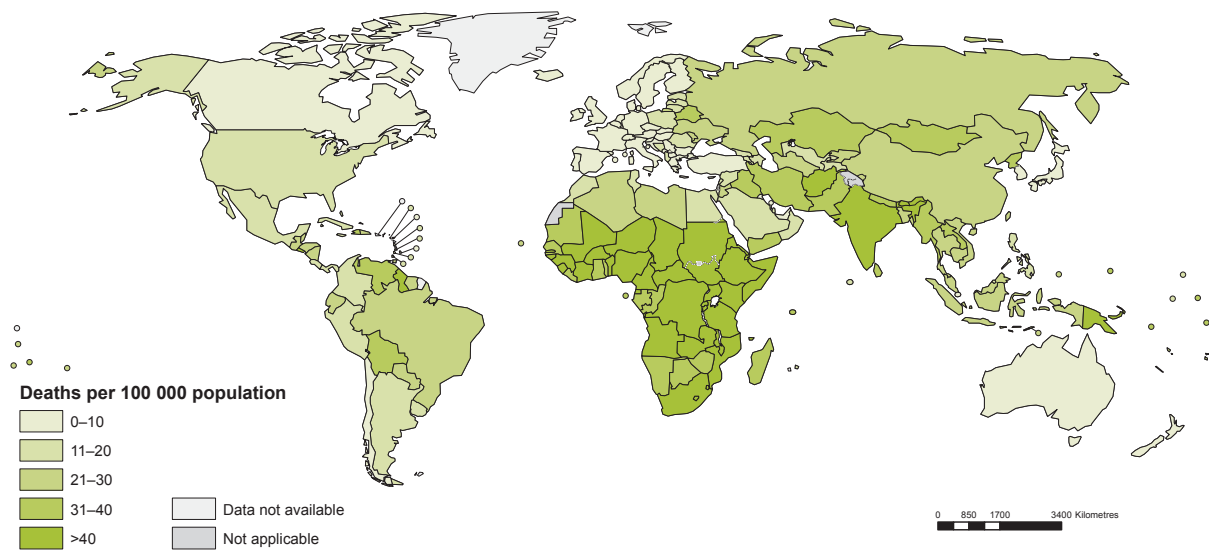 Deaths per 100 000 population
0–10
11–20
21–30
31–40
>40
Data not available
Not applicable
0 850 1700 3400 Kilometres